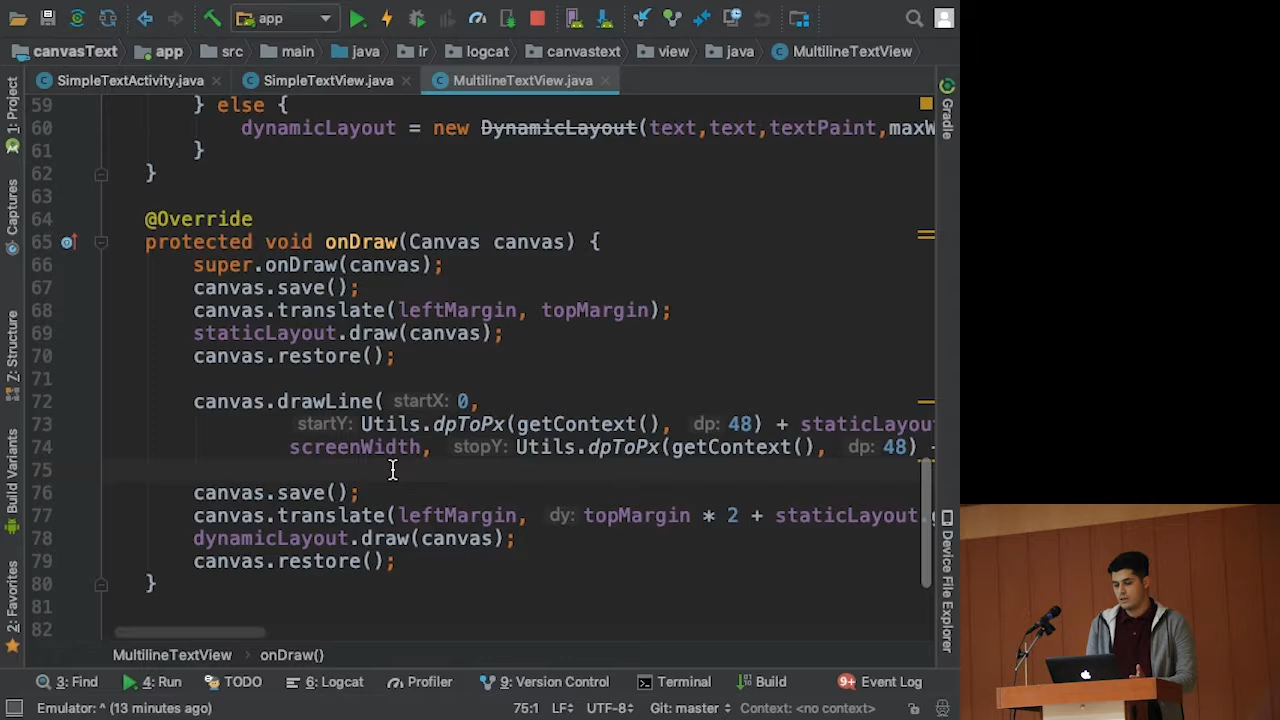 app
canvasText app src main java ir logcat canvastext view java MultilineTextView
SimpleTextActivity.java SimpleTextView.java MultilineTextView.java
1: Project
Captures
Z: Structure
Build Variants
2: Favorites
59 } else {
60 dynamicLayout = new DynamicLayout(text,text,textPaint,maxW
61 }
62 }
63
64 @Override
65 protected void onDraw(Canvas canvas) {
66 super.onDraw(canvas);
67 canvas.save();
68 canvas.translate(leftMargin, topMargin);
69 staticLayout.draw(canvas);
70 canvas.restore();
71
72 canvas.drawLine( startX: 0,
73 startY: Utils.dpToPx(getContext(), dp: 48) + staticLayou
74 screenWidth, stopY: Utils.dpToPx(getContext(), dp: 48)
75
76 canvas.save();
77 canvas.translate(leftMargin, dy: topMargin * 2 + staticLayout.
78 dynamicLayout.draw(canvas);
79 canvas.restore();
80 }
81
82
Gradle
Device File Explorer
MultilineTextView onDraw()
3: Find 4: Run TODO 6: Logcat Profiler 9: Version Control Terminal Build 9+ Event Log
Emulator: ^ (13 minutes ago) 75:1 LF UTF-8 Git: master Context: <no context>